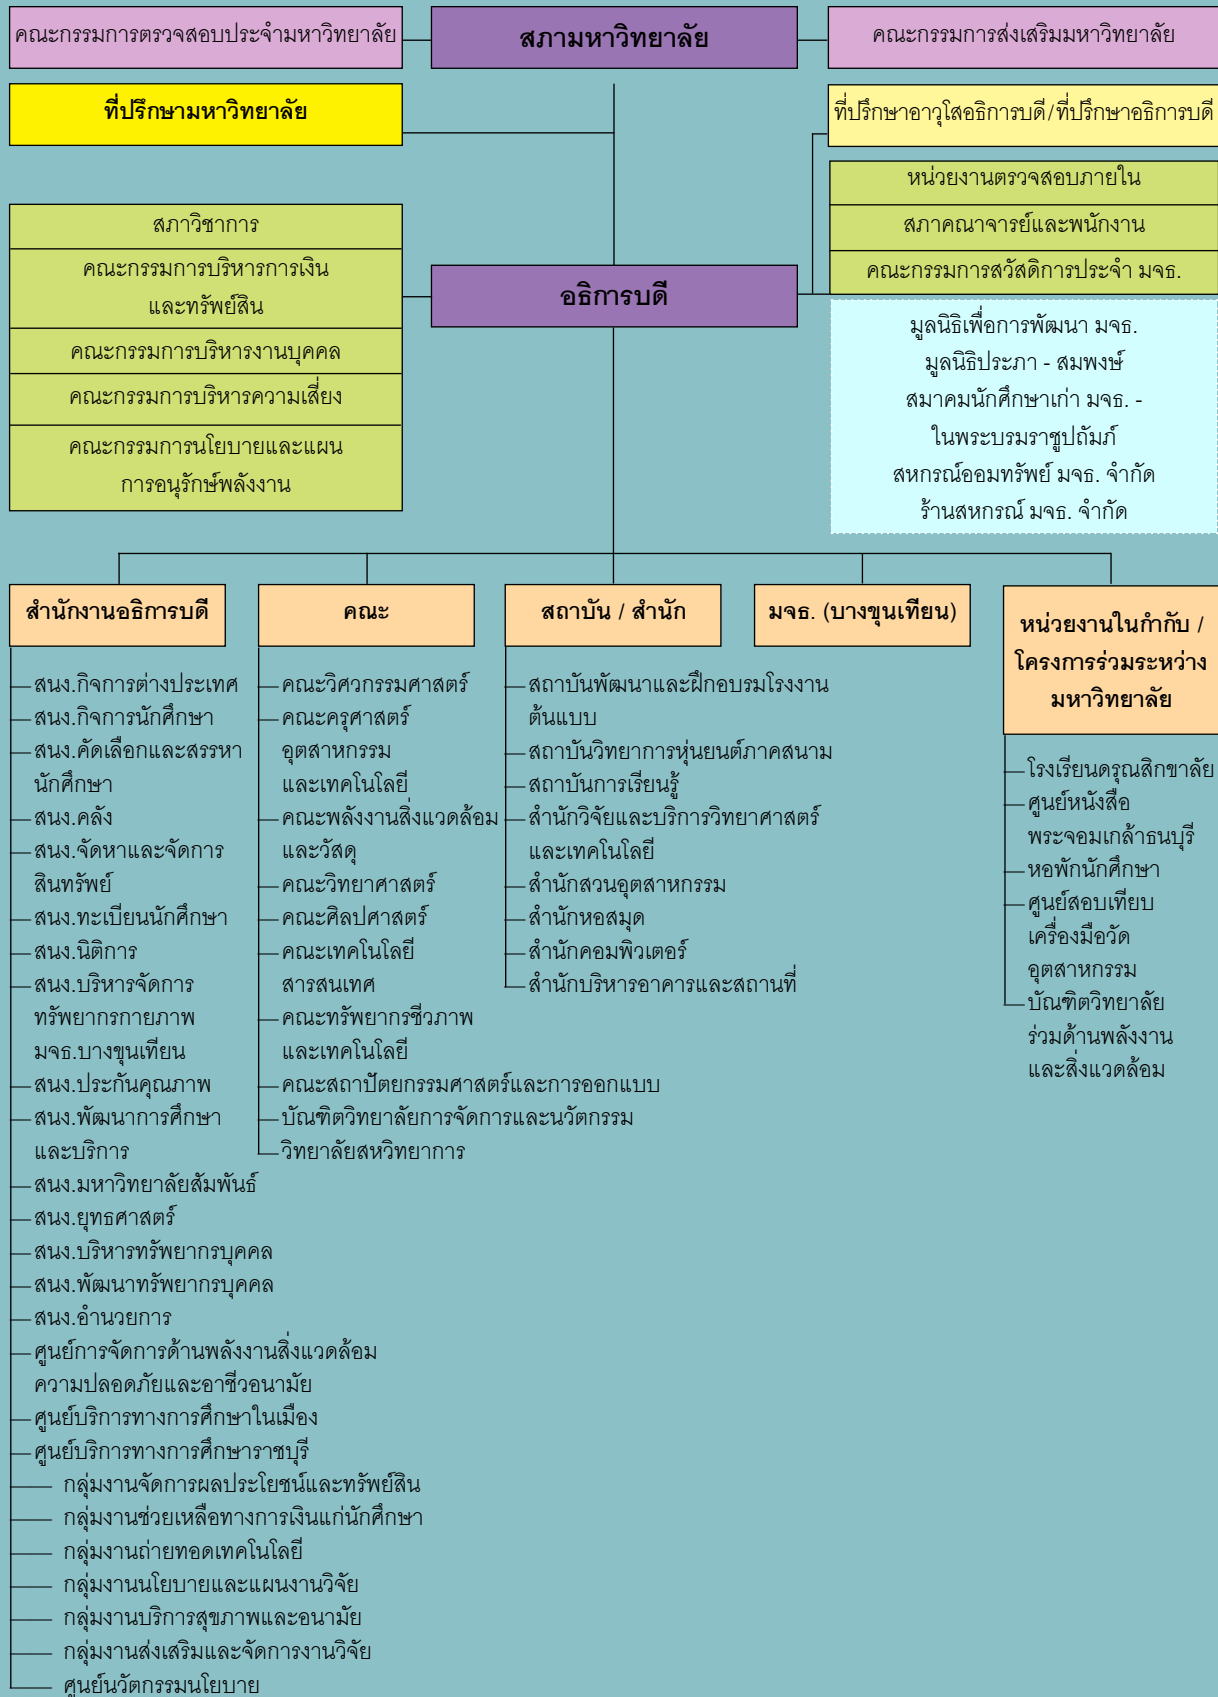 คณะกรรมการตรวจสอบประจำมหาวิทยาลัย
สภามหาวิทยาลัย
คณะกรรมการส่งเสริมมหาวิทยาลัย
ที่ปรึกษามหาวิทยาลัย
ที่ปรึกษาอาวุโสอธิการบดี/ที่ปรึกษาอธิการบดี
หน่วยงานตรวจสอบภายใน
สภาคณาจารย์และพนักงาน
คณะกรรมการสวัสดิการประจำ มจธ.
สภาวิชาการ
คณะกรรมการบริหารการเงิน
และทรัพย์สิน
คณะกรรมการบริหารงานบุคคล
คณะกรรมการบริหารความเสี่ยง
คณะกรรมการนโยบายและแผน
การอนุรักษ์พลังงาน
อธิการบดี
มูลนิธิเพื่อการพัฒนา มจธ.
มูลนิธิประภา - สมพงษ์
สมาคมนักศึกษาเก่า มจธ. -
ในพระบรมราชูปถัมภ์
สหกรณ์ออมทรัพย์ มจธ. จำกัด
ร้านสหกรณ์ มจธ. จำกัด
สำนักงานอธิการบดี
สนง.กิจการต่างประเทศ
สนง.กิจการนักศึกษา
สนง.คัดเลือกและสรรหา
นักศึกษา
สนง.คลัง
สนง.จัดหาและจัดการ
สินทรัพย์
สนง.ทะเบียนนักศึกษา
สนง.นิติการ
สนง.บริหารจัดการ
ทรัพยากรกายภาพ
มจธ.บางขุนเทียน
สนง.ประกันคุณภาพ
สนง.พัฒนาการศึกษา
และบริการ
สนง.มหาวิทยาลัยสัมพันธ์
สนง.ยุทธศาสตร์
สนง.บริหารทรัพยากรบุคคล
สนง.พัฒนาทรัพยากรบุคคล
สนง.อำนวยการ
ศูนย์การจัดการด้านพลังงานสิ่งแวดล้อม
ความปลอดภัยและอาชีวอนามัย
ศูนย์บริการทางการศึกษาในเมือง
ศูนย์บริการทางการศึกษาราชบุรี
กลุ่มงานจัดการผลประโยชน์และทรัพย์สิน
กลุ่มงานช่วยเหลือทางการเงินแก่นักศึกษา
กลุ่มงานถ่ายทอดเทคโนโลยี
กลุ่มงานนโยบายและแผนงานวิจัย
กลุ่มงานบริการสุขภาพและอนามัย
กลุ่มงานส่งเสริมและจัดการงานวิจัย
ศูนย์นวัตกรรมนโยบาย
คณะ
คณะวิศวกรรมศาสตร์
คณะครุศาสตร์
อุตสาหกรรม
และเทคโนโลยี
คณะพลังงานสิ่งแวดล้อม
และวัสดุ
คณะวิทยาศาสตร์
คณะศิลปศาสตร์
คณะเทคโนโลยี
สารสนเทศ
คณะทรัพยากรชีวภาพ
และเทคโนโลยี
คณะสถาปัตยกรรมศาสตร์และการออกแบบ
บัณฑิตวิทยาลัยการจัดการและนวัตกรรม
วิทยาลัยสหวิทยาการ
สถาบัน / สำนัก
สถาบันพัฒนาและฝึกอบรมโรงงาน
ต้นแบบ
สถาบันวิทยาการหุ่นยนต์ภาคสนาม
สถาบันการเรียนรู้
สำนักวิจัยและบริการวิทยาศาสตร์
และเทคโนโลยี
สำนักสวนอุตสาหกรรม
สำนักหอสมุด
สำนักคอมพิวเตอร์
สำนักบริหารอาคารและสถานที่
มจธ. (บางขุนเทียน)
หน่วยงานในกำกับ /
โครงการร่วมระหว่าง
มหาวิทยาลัย
โรงเรียนดรุณสิกขาลัย
ศูนย์หนังสือ
พระจอมเกล้าธนบุรี
หอพักนักศึกษา
ศูนย์สอบเทียบ
เครื่องมือวัด
อุตสาหกรรม
บัณฑิตวิทยาลัย
ร่วมด้านพลังงาน
และสิ่งแวดล้อม